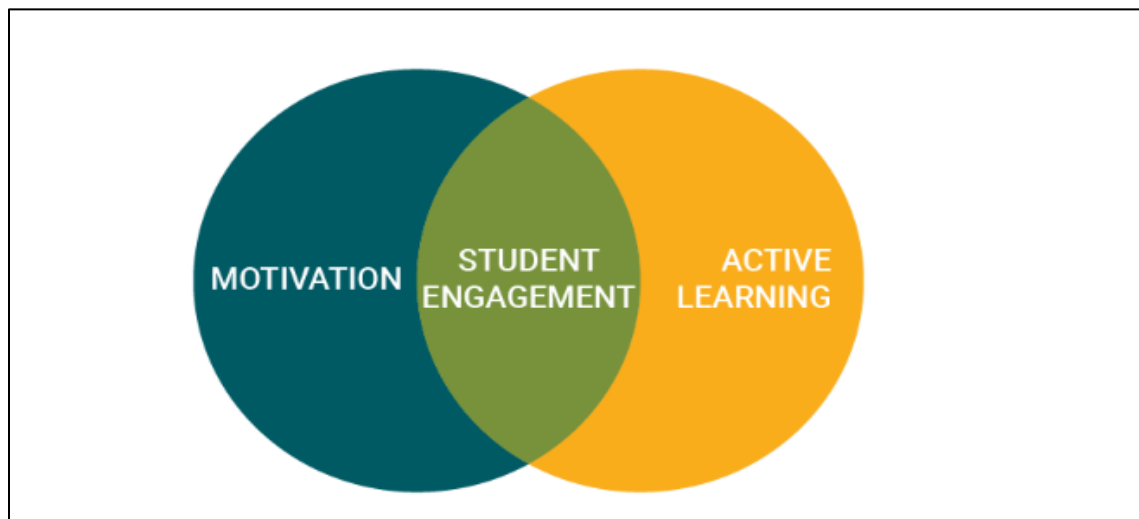 MOTIVATION
STUDENT
ENGAGEMENT
ACTIVE
LEARNING